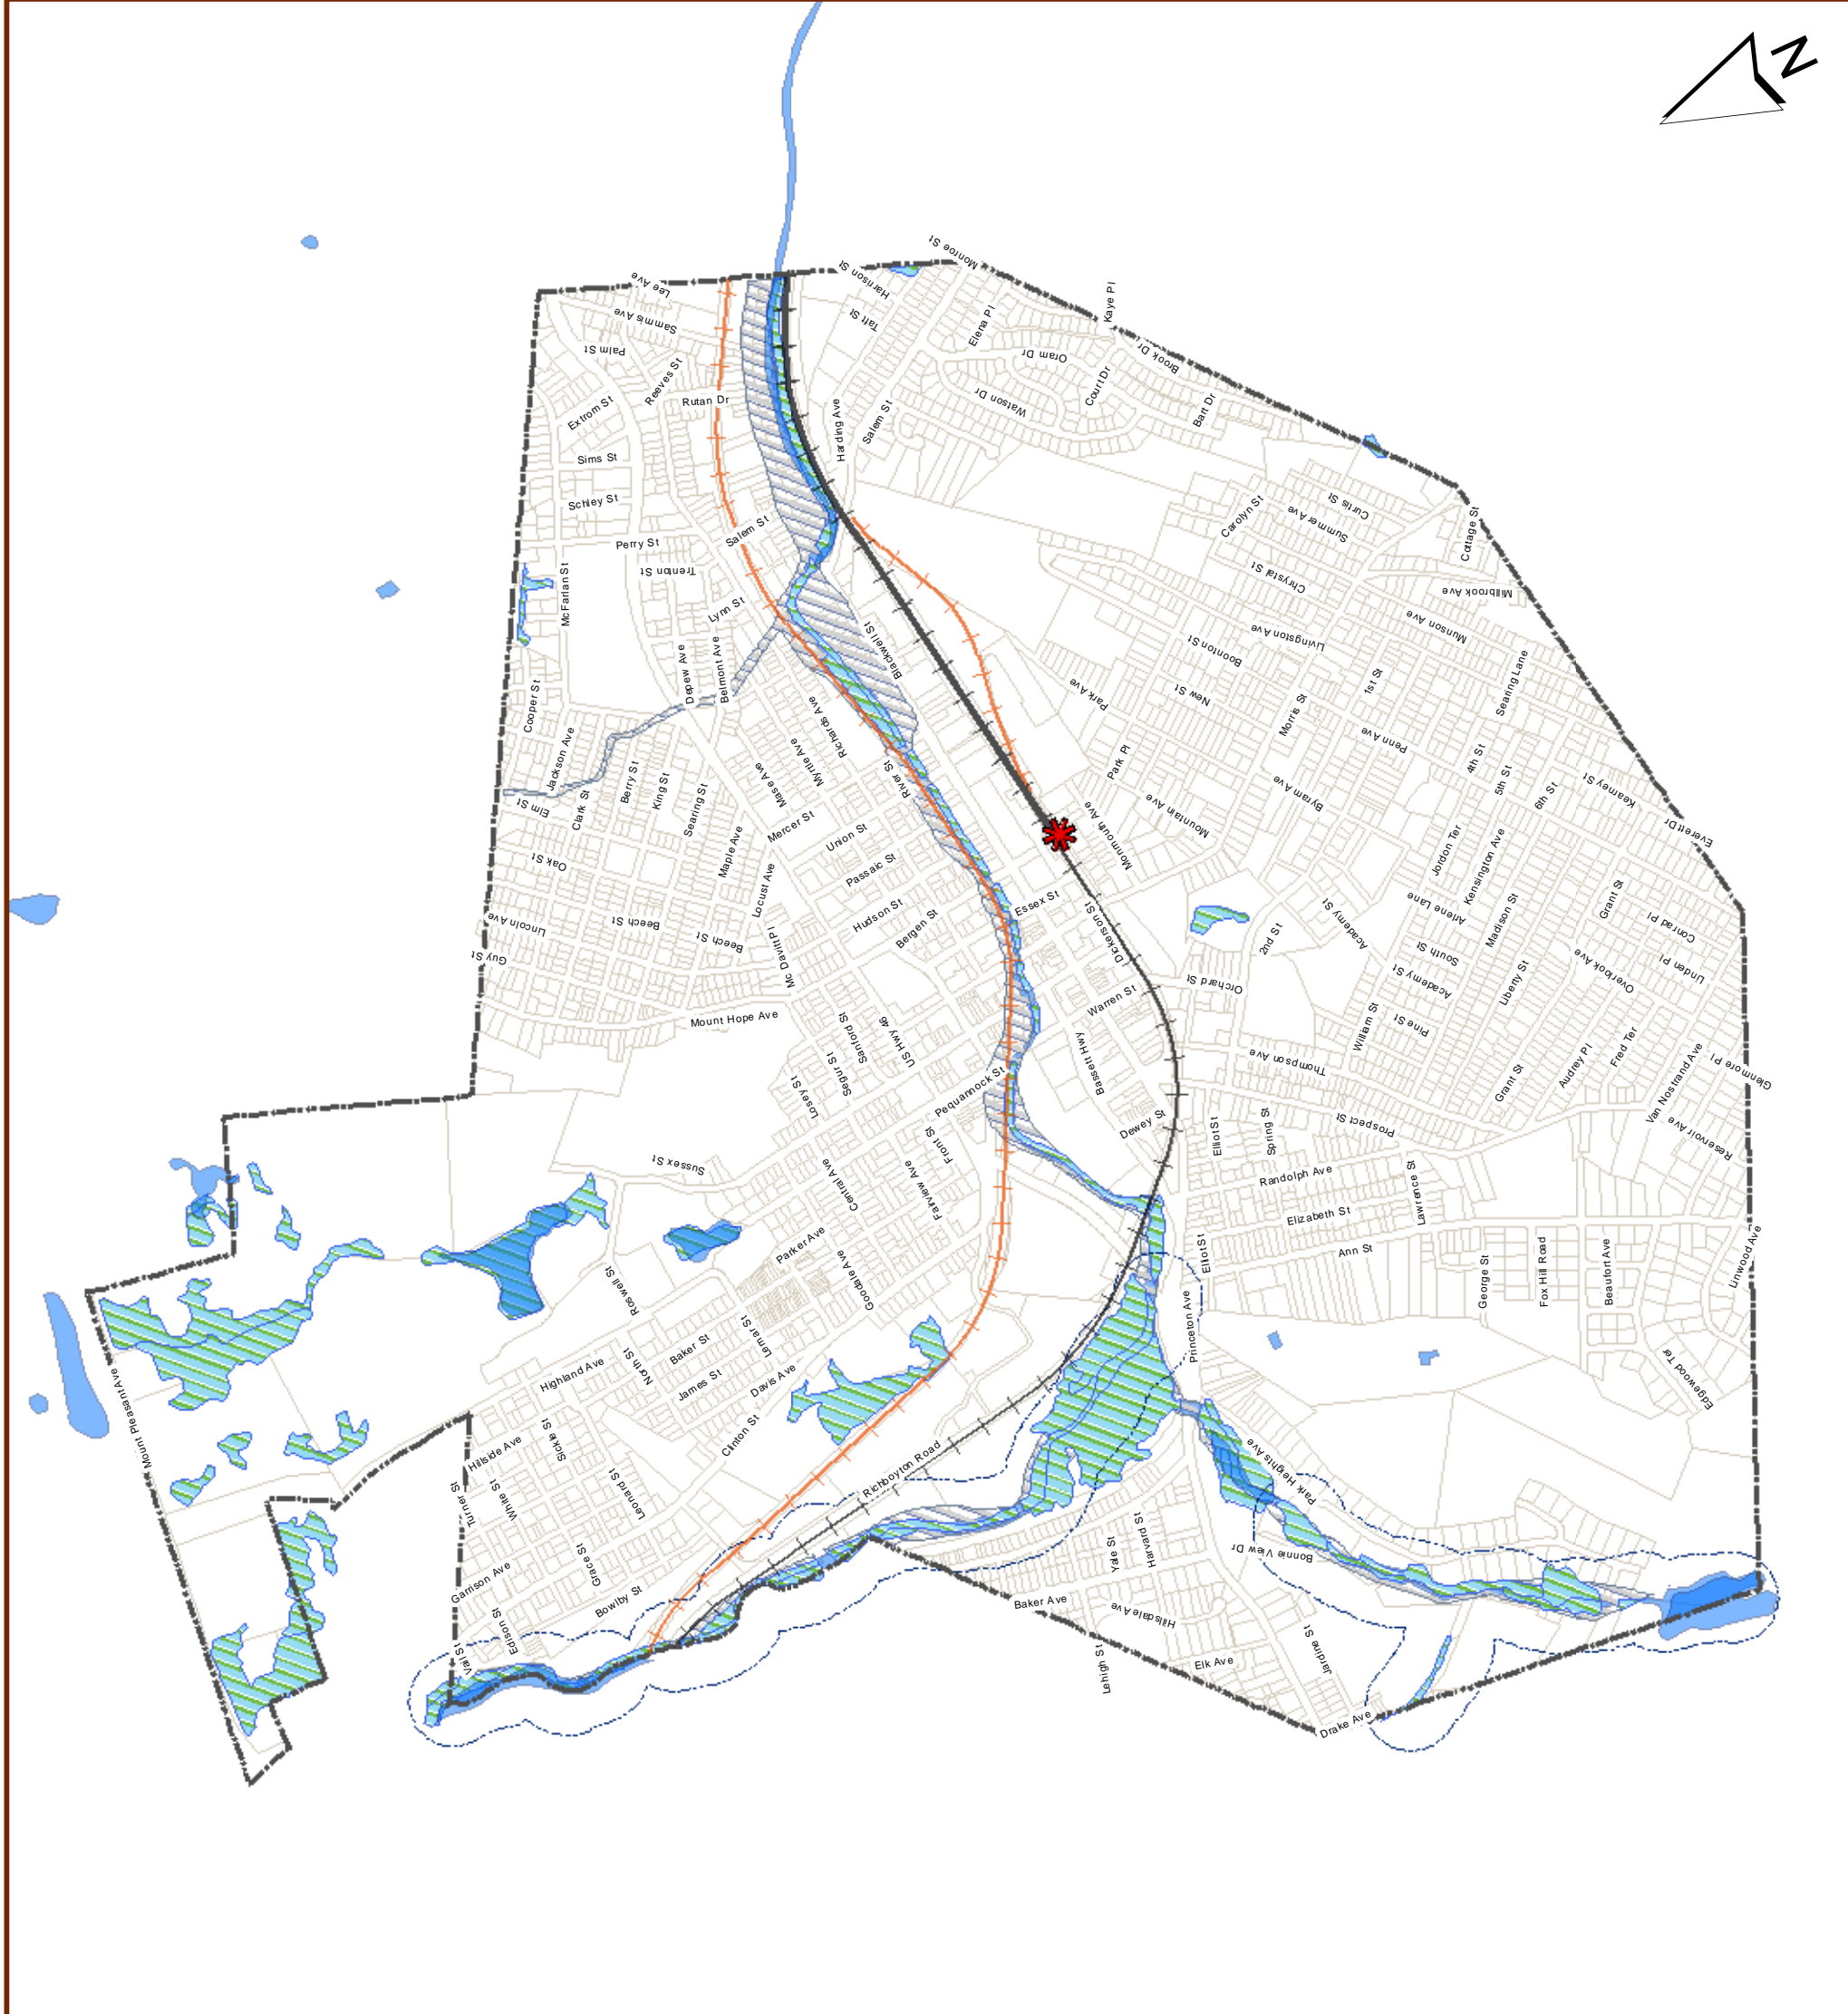 N
Monroe St
Harrison St
Lee Ave
Kaye Pl
Taft St
Elena Pl
Sammis Ave
Palm St
Oram Dr
Brook Dr
Reeves St
Court Dr
Rutan Dr
Watson Dr
Bart Dr
Extrom St
Harding Ave
Salem St
Sims St
Schley St
Curtis St
Carolyn St
Summer Ave
Cottage St
Salem St
Perry St
Trenton St
Chrystal St
Millbrook Ave
McFarlan St
Lynn St
Munson Ave
Blackwell St
Livingston Ave
Boonton St
Depew Ave
Belmont Ave
1st St
Searing Lane
Park Ave
New St
Cooper St
Morris St
Richards Ave
Penn Ave
Jackson Ave
Myrtle Ave
Park Pl
4th St
Mase Ave
River St
5th St
Berry St
King St
Byram Ave
6th St
Kearney St
Elm St
Clark St
Searing St
Mountain Ave
Mercer St
Monmouth Ave
Everett Dr
Union St
Maple Ave
Jordon Ter
Oak St
Passaic St
Kensington Ave
Locust Ave
Grant St
Essex St
Arlene Lane
Hudson St
Madison St
Conrad Pl
Lincoln Ave
Beech St
Bergen St
Academy St
Dickerson St
2nd St
Beech St
South St
Mc Davitt Pl
Guy St
Overlook Ave
Linden Pl
Academy St
Orchard St
Liberty St
Warren St
Mount Hope Ave
Pine St
William St
Sanford St
US Hwy 46
Fred Ter
Bassett Hwy
Thompson Ave
Audrey Pl
Segur St
Glenmore Pl
Van Nostrand Ave
Losey St
Pequannock St
Grant St
Dewey St
Prospect St
Elliot St
Spring St
Reservoir Ave
Front St
Sussex St
Randolph Ave
Central Ave
Fairview Ave
Lawrence St
Elizabeth St
Parker Ave
Ann St
Elliot St
Linwood Ave
Goodale Ave
George St
Fox Hill Road
Beaufort Ave
Roswell St
Princeton Ave
Lemar St
Baker St
North St
Highland Ave
James St
Davis Ave
Edgewood Ter
Mount Pleasant Ave
Clinton St
Sickle St
Hillside Ave
Richboyton Road
Park Heights Ave
Turner St
White St
Leonard St
Harvard St
Yale St
Bonnie View Dr
Grace St
Garrison Ave
Bowlby St
Baker Ave
Hillsdale Ave
Edison St
Val St
Lehigh St
Jardine St
Elk Ave
Drake Ave